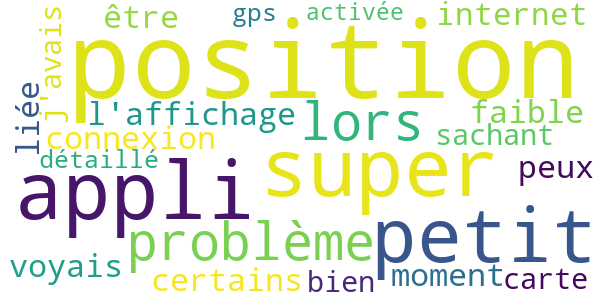 être gps activée internet
j'avais position
liée l'affichage lors faible
connexion sachant
détaillé super peux
appli petit
problème
voyais certains bien moment carte